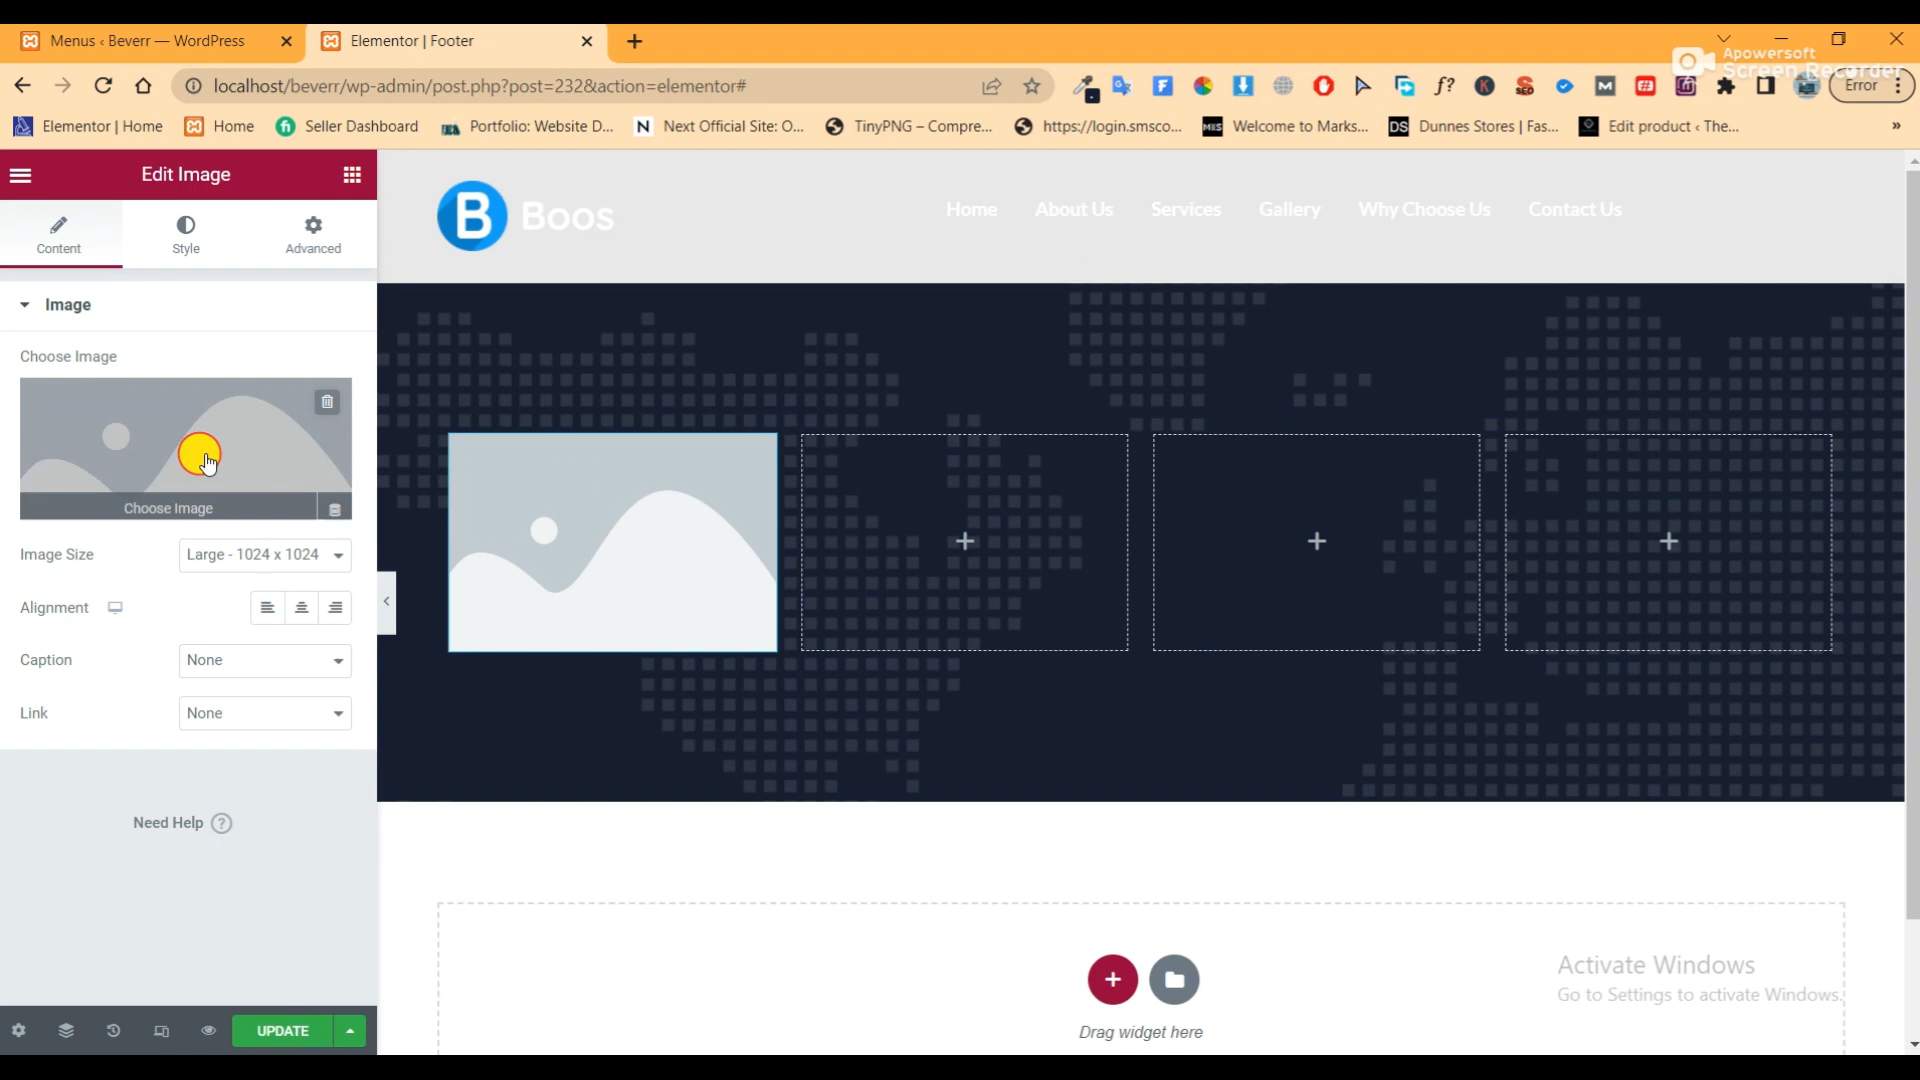 Menus ‹ Beverr — WordPress
Elementor | Footer
Apowersoft
Screen Recorder
localhost/beverr/wp-admin/post.php?post=232&action=elementor#
Error
Elementor | Home
Home
Seller Dashboard
Portfolio: Website D...
Next Official Site: O...
TinyPNG – Compre...
https://login.smsco...
Welcome to Marks...
Dunnes Stores | Fas...
Edit product ‹ The...
Edit Image
Content
Style
Advanced
Image
Choose Image
Choose Image
Image Size
Large - 1024 x 1024
Alignment
Caption
None
Link
None
Need Help
UPDATE
B Boos
Home
About Us
Services
Gallery
Why Choose Us
Contact Us
Drag widget here
Activate Windows
Go to Settings to activate Windows.